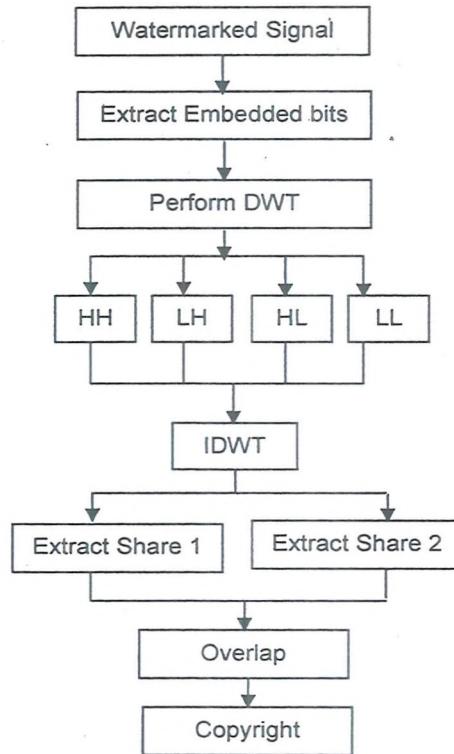 Watermarked Signal
Extract Embedded bits
Perform DWT
HH LH HL LL
IDWT
Extract Share 1 Extract Share 2
Overlap
Copyright